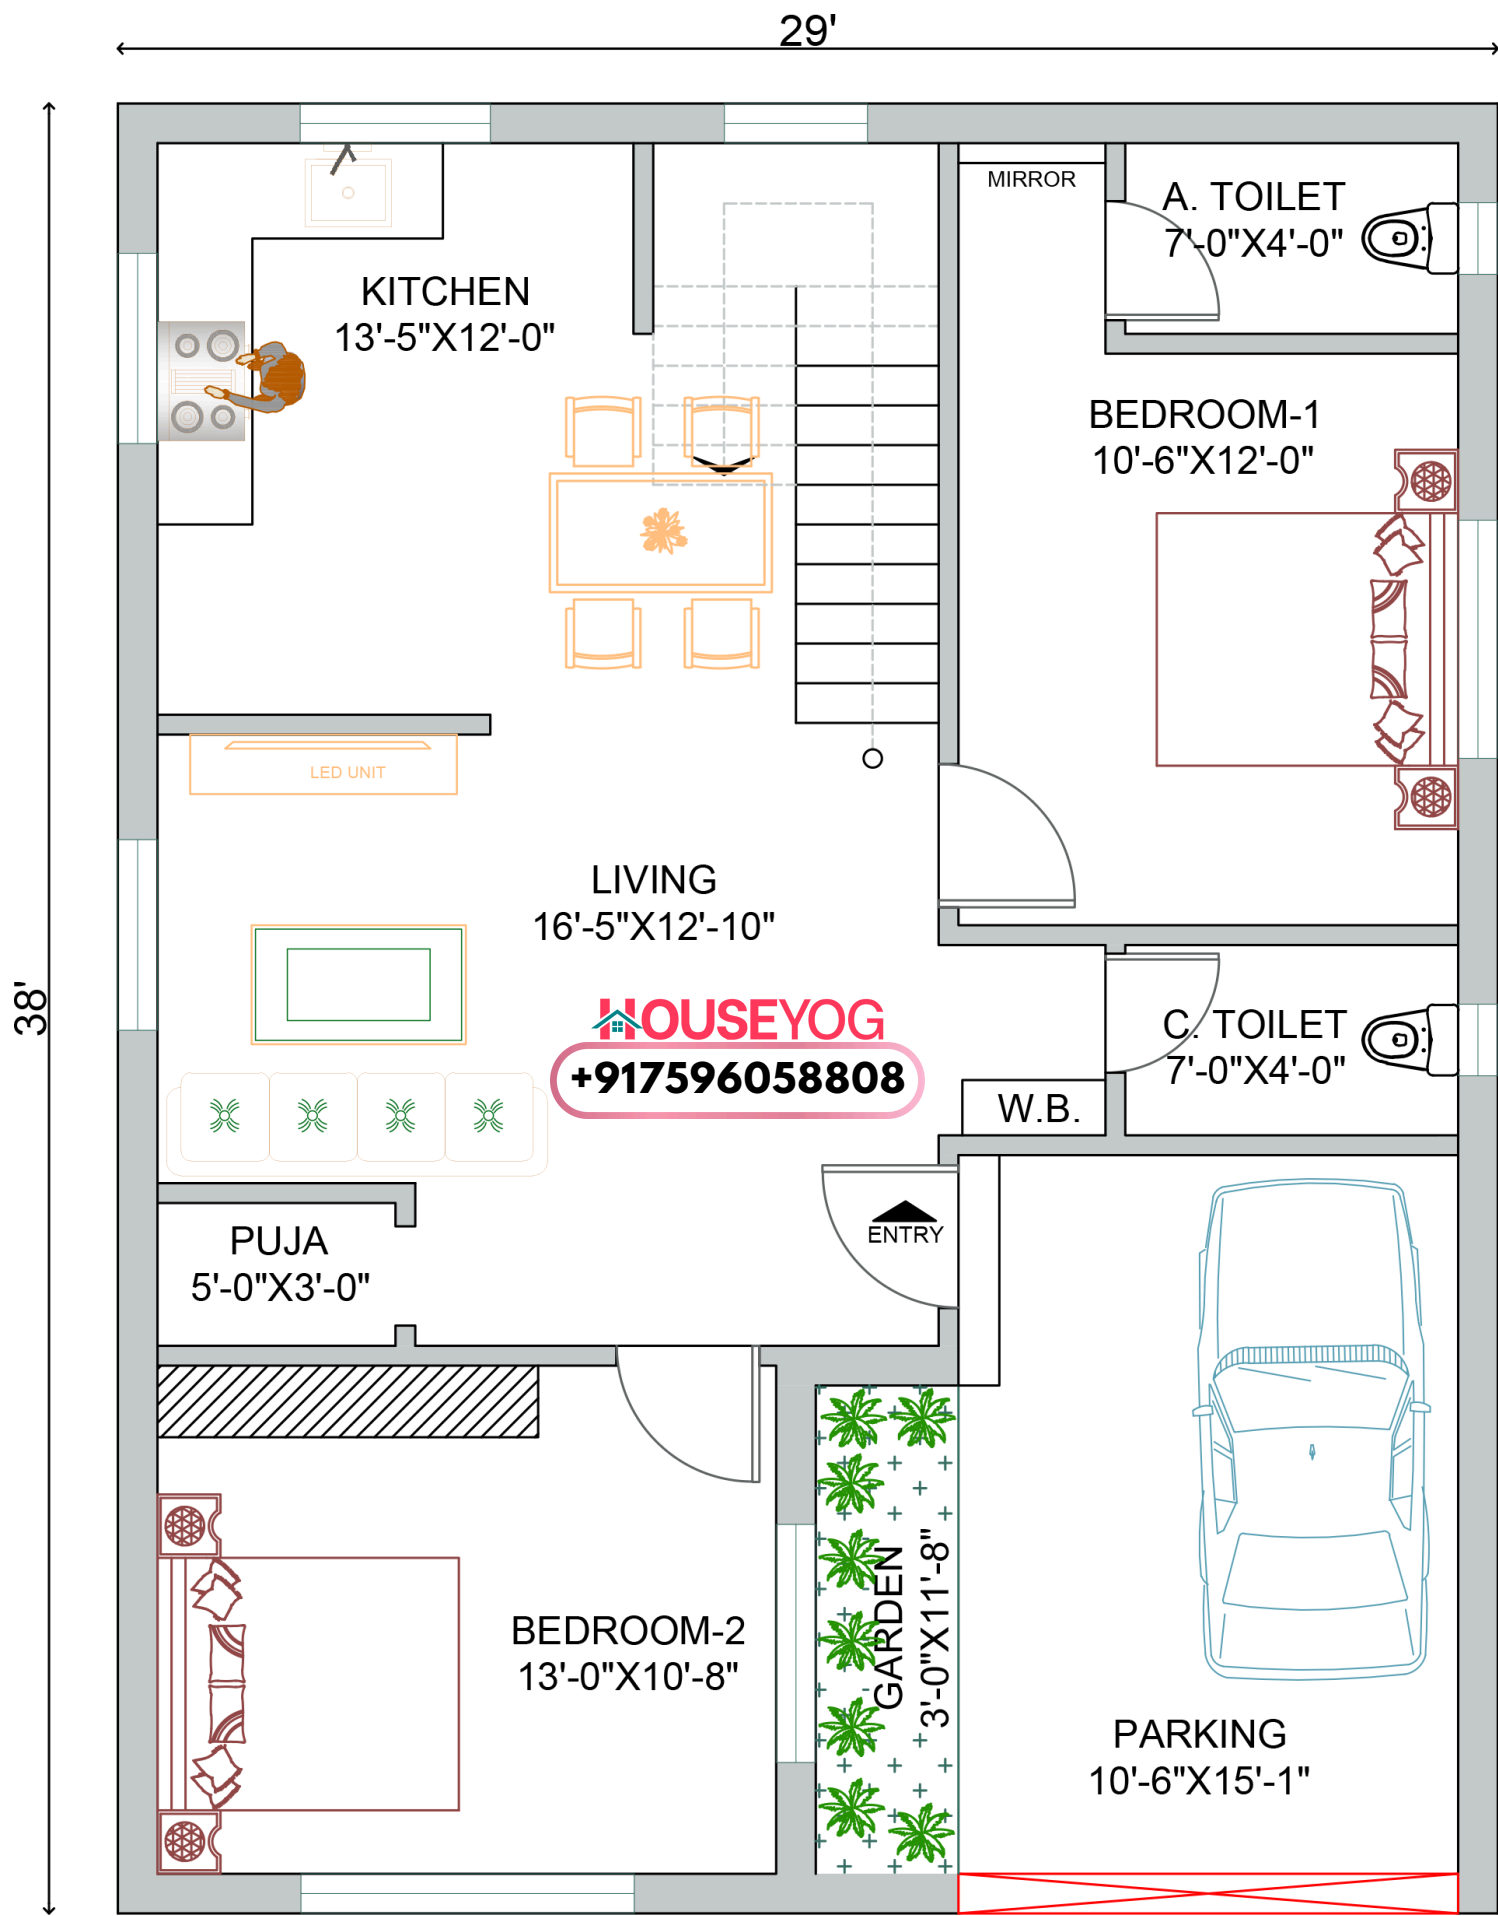 29'
38'
MIRROR
A. TOILET
7'-0"X4'-0"
KITCHEN
13'-5"X12'-0"
BEDROOM-1
10'-6"X12'-0"
LED UNIT
LIVING
16'-5"X12'-10"
HOUSEYOG
+917596058808
C. TOILET
7'-0"X4'-0"
W.B.
ENTRY
PUJA
5'-0"X3'-0"
BEDROOM-2
13'-0"X10'-8"
GARDEN
3'-0"X11'-8"
PARKING
10'-6"X15'-1"